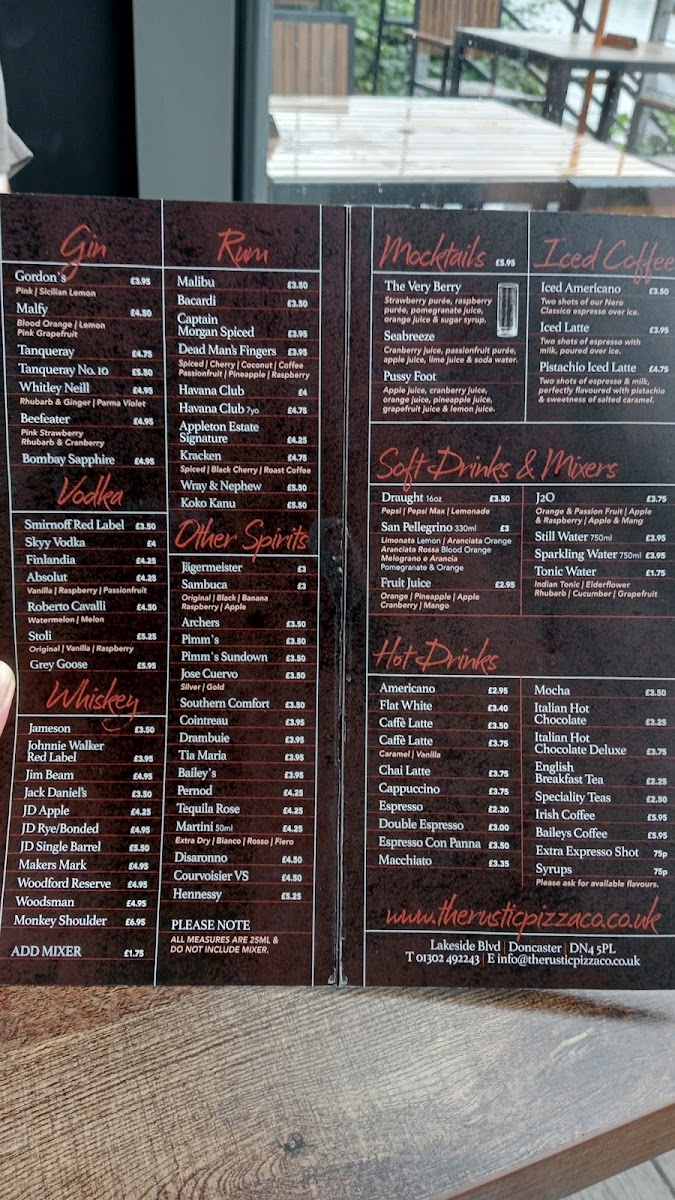 Gin
Gordon's £3.95
Pink | Sicilian Lemon
Malfy £4.50
Blood Orange | Lemon
Pink Grapefruit
Tanqueray £4.75
Tanqueray No. 10 £5.50
Whitley Neill £4.95
Rhubarb & Ginger | Parma Violet
Beefeater £4.95
Pink Strawberry
Rhubarb & Cranberry
Bombay Sapphire £4.95
Vodka
Smirnoff Red Label £3.50
Skyy Vodka £4
Finlandia £4.25
Absolut £4.25
Vanilla | Raspberry | Passionfruit
Roberto Cavalli £4.50
Watermelon | Melon
Stoli £5.25
Original | Vanilla | Raspberry
Grey Goose £5.95
Whiskey
Jameson £3.50
Johnnie Walker
Red Label £3.95
Jim Beam £4.95
Jack Daniel's £3.50
JD Apple £4.25
JD Rye/Bonded £4.95
JD Single Barrel £5.50
Makers Mark £4.95
Woodford Reserve £4.95
Woodsman £4.95
Monkey Shoulder £6.95
ADD MIXER £1.75
Rum
Malibu £3.50
Bacardi £3.50
Captain
Morgan Spiced £3.95
Dead Man's Fingers £3.95
Spiced | Cherry | Coconut | Coffee
Passionfruit | Pineapple | Raspberry
Havana Club £4
Havana Club 7yo £4.75
Appleton Estate
Signature £4.25
Kracken £4.75
Spiced | Black Cherry | Roast Coffee
Wray & Nephew £5.50
Koko Kanu £5.50
Other Spirits
Jägermeister £3
Sambuca £3
Original | Black | Banana
Raspberry | Apple
Archers £3.50
Pimm's £3.50
Pimm's Sundown £3.50
Jose Cuervo £3.50
Silver | Gold
Southern Comfort £3.50
Cointreau £3.95
Drambuie £3.95
Tia Maria £3.95
Bailey's £3.95
Pernod £4.25
Tequila Rose £4.25
Martini 50ml £4.25
Extra Dry | Bianco | Rosso | Fiero
Disaronno £4.50
Courvoisier VS £4.50
Hennessy £5.25
PLEASE NOTE
ALL MEASURES ARE 25ML &
DO NOT INCLUDE MIXER.
Mocktails £5.95
The Very Berry
Strawberry purée, raspberry
purée, pomegranate juice,
orange juice & sugar syrup.
Seabreeze
Cranberry juice, passionfruit purée,
apple juice, lime juice & soda water.
Pussy Foot
Apple juice, cranberry juice,
orange juice, pineapple juice,
grapefruit juice & lemon juice.
Iced Coffee
Iced Americano £3.50
Two shots of our Nero
Classico espresso over ice.
Iced Latte £3.95
Two shots of espresso with
milk, poured over ice.
Pistachio Iced Latte £4.75
Two shots of espresso & milk,
perfectly flavoured with pistachio
& sweetness of salted caramel.
Soft Drinks & Mixers
Draught 16oz £3.50
Pepsi | Pepsi Max | Lemonade
San Pellegrino 330ml £3
Limonata Lemon | Aranciata Orange
Aranciata Rossa Blood Orange
Melograno e Arancia
Pomegranate & Orange
Fruit Juice £2.95
Orange | Pineapple | Apple
Cranberry | Mango
J2O £3.75
Orange & Passion Fruit | Apple
& Raspberry | Apple & Mang
Still Water 750ml £3.95
Sparkling Water 750ml £3.95
Tonic Water £1.75
Indian Tonic | Elderflower
Rhubarb | Cucumber | Grapefruit
Hot Drinks
Americano £2.95
Flat White £3.40
Caffè Latte £3.50
Caffè Latte £3.75
Caramel | Vanilla
Chai Latte £3.75
Cappuccino £3.75
Espresso £2.30
Double Espresso £3.00
Espresso Con Panna £3.50
Macchiato £3.35
Mocha £3.50
Italian Hot
Chocolate £3.25
Italian Hot
Chocolate Deluxe £3.75
English
Breakfast Tea £2.25
Speciality Teas £2.50
Irish Coffee £5.95
Baileys Coffee £5.95
Extra Expresso Shot 75p
Syrups 75p
Please ask for available flavours.
www.therusticpizzaco.co.uk
Lakeside Blvd | Doncaster | DN4 5PL
T 01302 492243 | E info@therusticpizzaco.co.uk